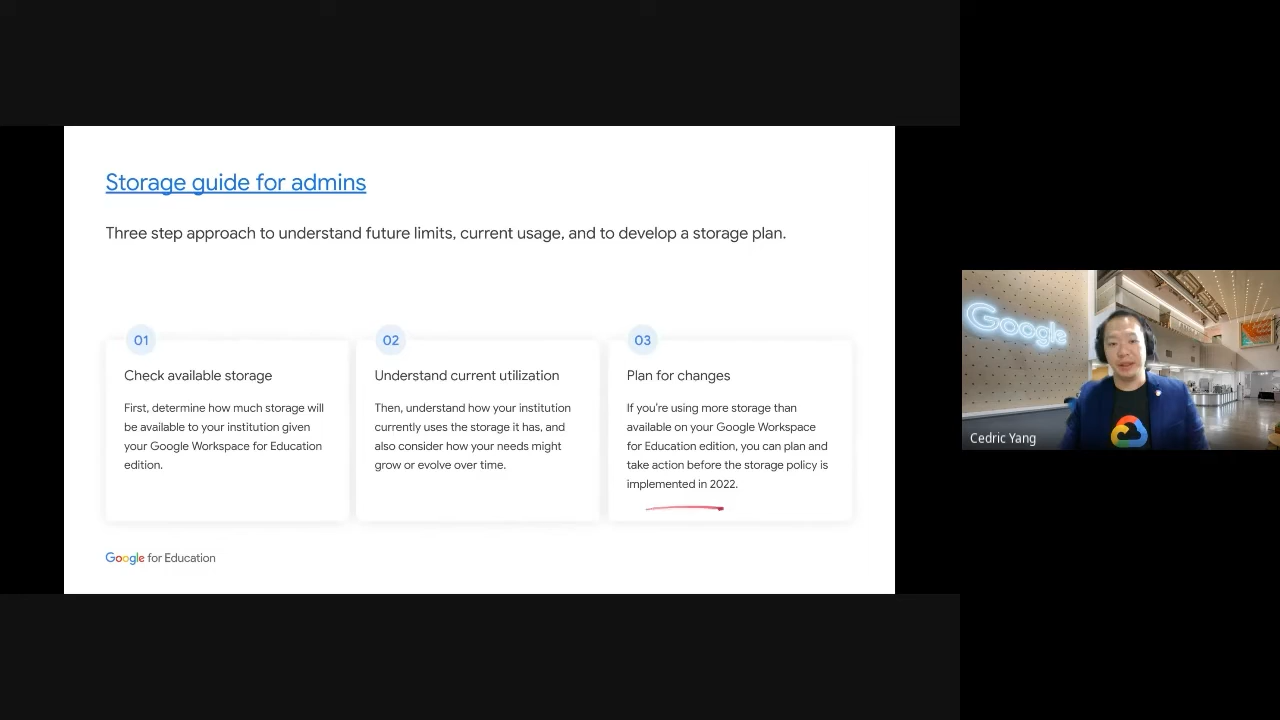 Storage guide for admins
Three step approach to understand future limits, current usage, and to develop a storage plan.
01
Check available storage
First, determine how much storage will
be available to your institution given
your Google Workspace for Education
edition.
02
Understand current utilization
Then, understand how your institution
currently uses the storage it has, and
also consider how your needs might
grow or evolve over time.
03
Plan for changes
If you’re using more storage than
available on your Google Workspace
for Education edition, you can plan and
take action before the storage policy is
implemented in 2022.
Google for Education
Google
Cedric Yang